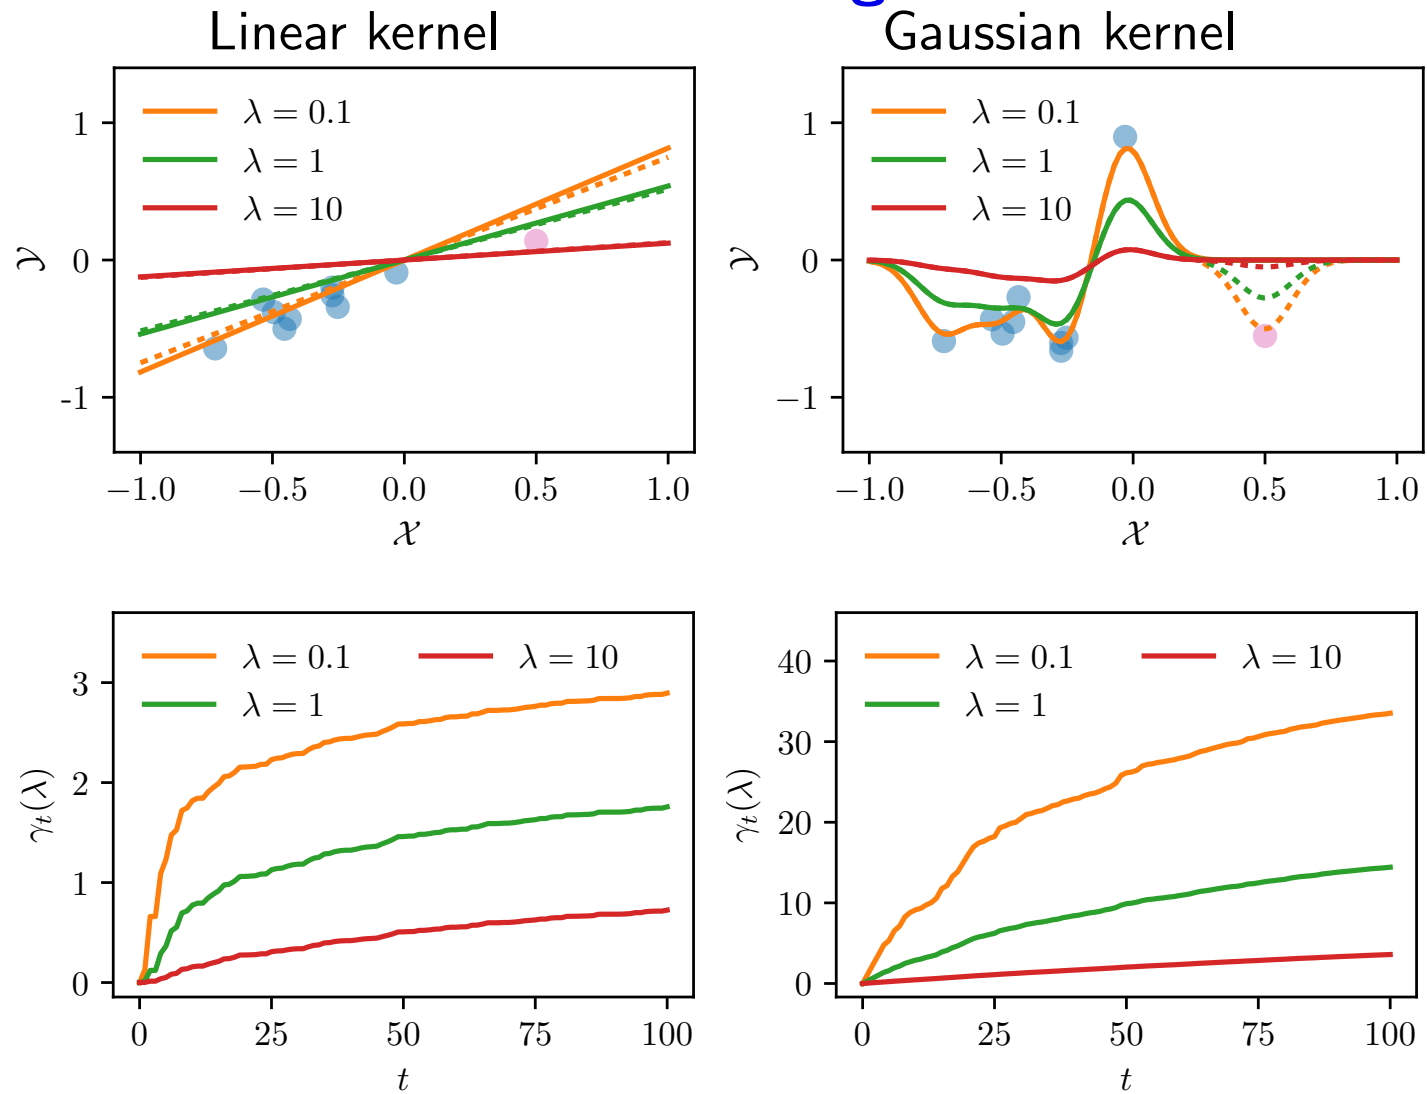 g
Linear kernel
Gaussian kernel
λ = 0.1
λ = 1
λ = 10
1
0
-1
𝒴
−1.0 −0.5 0.0 0.5 1.0
𝒳
λ = 0.1
λ = 1
λ = 10
1
0
−1
𝒴
−1.0 −0.5 0.0 0.5 1.0
𝒳
λ = 0.1 λ = 10
λ = 1
3
2
1
0
γt(λ)
0 25 50 75 100
t
λ = 0.1 λ = 10
λ = 1
40
30
20
10
0
γt(λ)
0 25 50 75 100
t